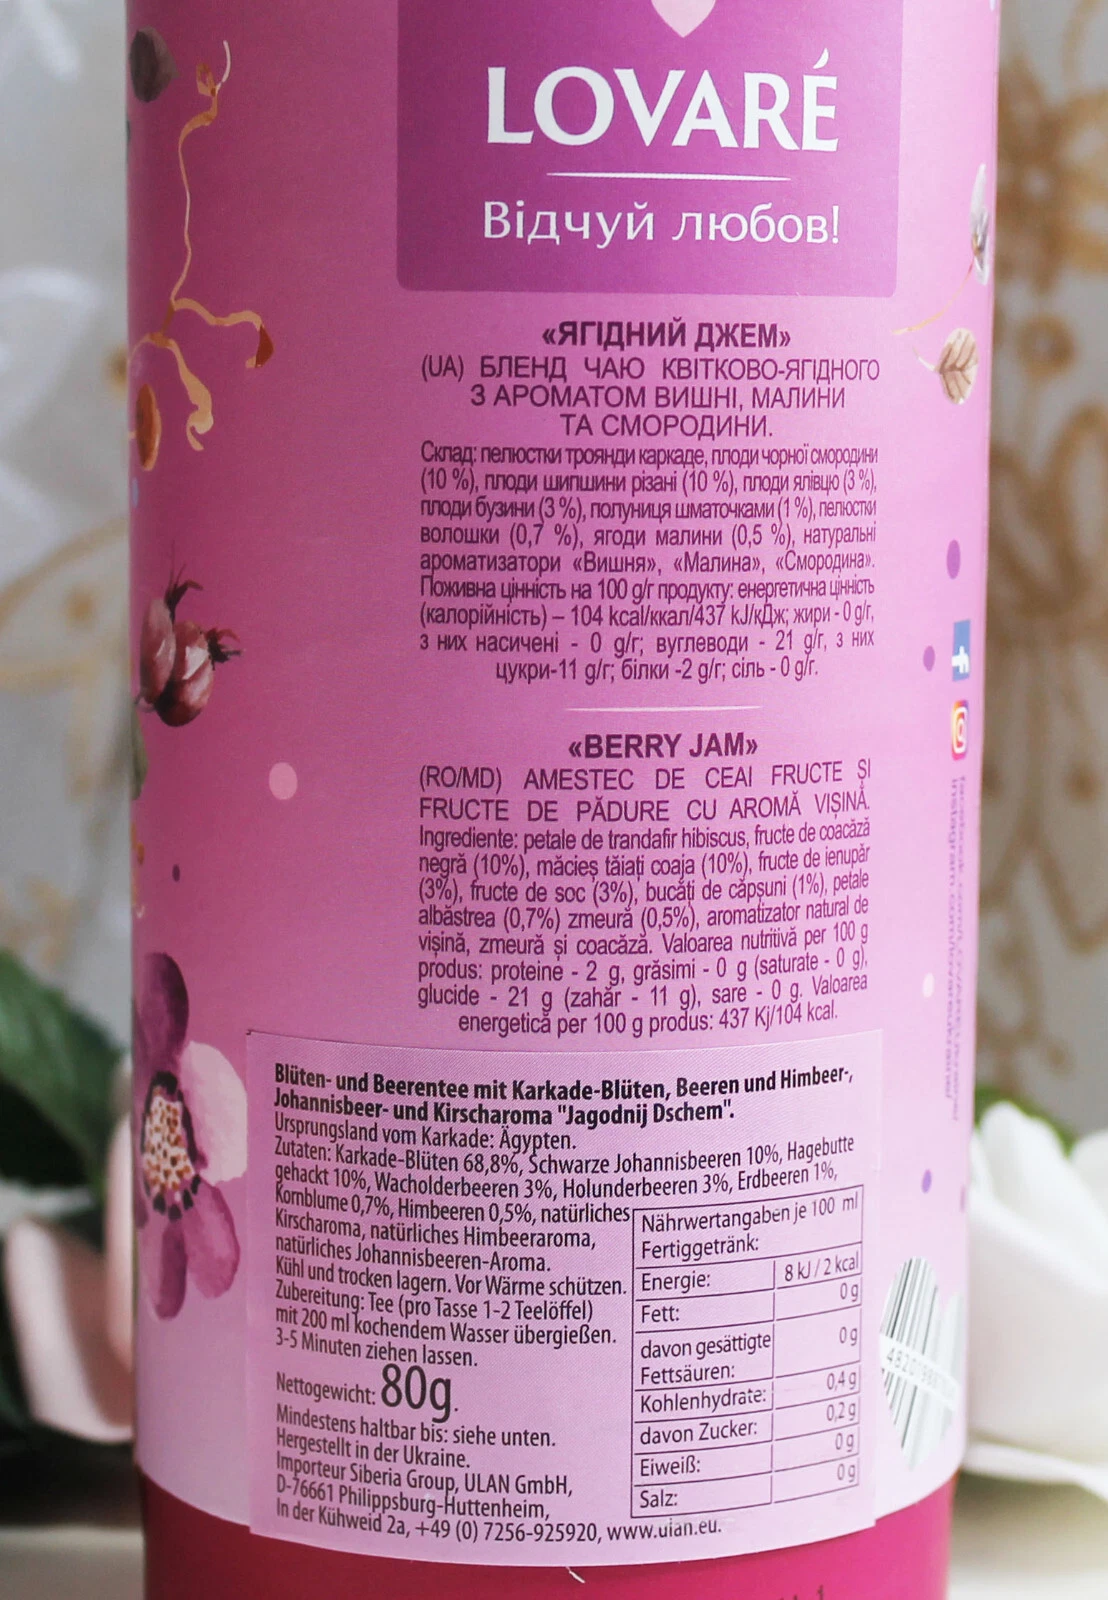 LOVARÉ
Відчуй любов!
«ЯГІДНИЙ ДЖЕМ»
(UA) БЛЕНД ЧАЮ КВІТКОВО-ЯГІДНОГО
З АРОМАТОМ ВИШНІ, МАЛИНИ
ТА СМОРОДИНИ.
Склад: пелюстки троянди каркаде, плоди чорної смородини
(10 %), плоди шипшини різані (10 %), плоди ялівцю (3 %),
плоди бузини (3 %), полуниця шматочками (1 %), пелюстки
волошки (0,7 %), ягоди малини (0,5 %), натуральні
ароматизатори «Вишня», «Малина», «Смородина».
Поживна цінність на 100 g/г продукту: енергетична цінність
(калорійність) – 104 kcal/ккал/437 kJ/кДж; жири - 0 g/г,
з них насичені - 0 g/г; вуглеводи - 21 g/г, з них
цукри-11 g/г; білки -2 g/г; сіль - 0 g/г.
«BERRY JAM»
(RO/MD) AMESTEC DE CEAI FRUCTE ȘI
FRUCTE DE PĂDURE CU AROMĂ VIȘINĂ.
Ingrediente: petale de trandafir hibiscus, fructe de coacăză
negră (10%), măcieș tăiați coaja (10%), fructe de ienupăr
(3%), fructe de soc (3%), bucăți de căpșuni (1%), petale
albăstrea (0,7%) zmeură (0,5%), aromatizator natural de
vișină, zmeură și coacăză. Valoarea nutritivă per 100 g
produs: proteine - 2 g, grăsimi - 0 g (saturate - 0 g),
glucide - 21 g (zahăr - 11 g), sare - 0 g. Valoarea
energetică per 100 g produs: 437 Kj/104 kcal.
Blüten- und Beerentee mit Karkade-Blüten, Beeren und Himbeer-,
Johannisbeer- und Kirscharoma "Jagodnij Dschem".
Ursprungsland vom Karkade: Ägypten.
Zutaten: Karkade-Blüten 68,8%, Schwarze Johannisbeeren 10%, Hagebutte
gehackt 10%, Wacholderbeeren 3%, Holunderbeeren 3%, Erdbeeren 1%,
Kornblume 0,7%, Himbeeren 0,5%, natürliches
Kirscharoma, natürliches Himbeeraroma,
natürliches Johannisbeeren-Aroma.
Kühl und trocken lagern. Vor Wärme schützen.
Zubereitung: Tee (pro Tasse 1-2 Teelöffel)
mit 200 ml kochendem Wasser übergießen.
3-5 Minuten ziehen lassen.
Nettogewicht: 80g.
Mindestens haltbar bis: siehe unten.
Hergestellt in der Ukraine.
Importeur Siberia Group, ULAN GmbH,
D-76661 Philippsburg-Huttenheim,
In der Kühweid 2a, +49 (0) 7256-925920, www.ulan.eu.
Nährwertangaben je 100 ml
Fertiggetränk:
Energie: 8 kJ / 2 kcal
Fett: 0 g
davon gesättigte
Fettsäuren: 0 g
Kohlenhydrate: 0,4 g
davon Zucker: 0,2 g
Eiweiß: 0 g
Salz: 0 g